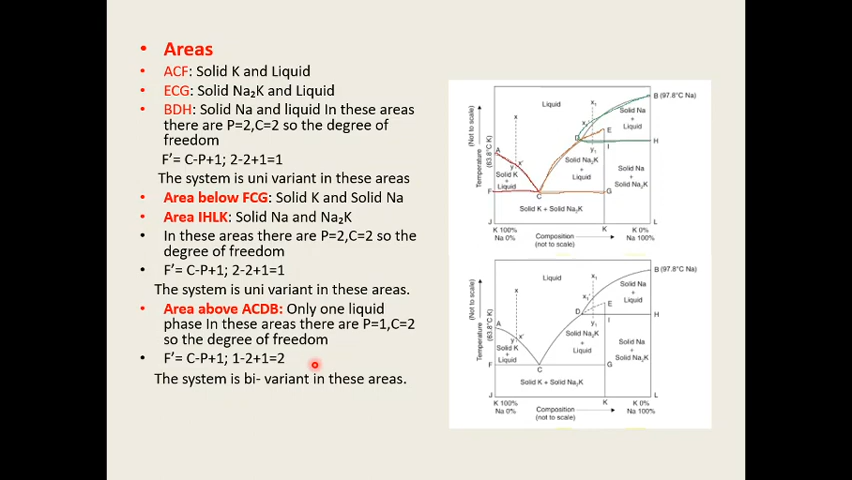 • Areas
• ACF: Solid K and Liquid
• ECG: Solid Na₂K and Liquid
• BDH: Solid Na and liquid In these areas
there are P=2,C=2 so the degree of
freedom
F'= C-P+1; 2-2+1=1
The system is uni variant in these areas
• Area below FCG: Solid K and Solid Na
• Area IHLK: Solid Na and Na₂K
• In these areas there are P=2,C=2 so the
degree of freedom
• F'= C-P+1; 2-2+1=1
The system is uni variant in these areas.
• Area above ACDB: Only one liquid
phase In these areas there are P=1,C=2
so the degree of freedom
• F'= C-P+1; 1-2+1=2
The system is bi- variant in these areas.
Liquid
x₁
B (97.8°C Na)
Solid Na
+
Liquid
(Not to scale)
x
x₁'
E
D
I
H
y₁
A
(63.8°C K)
Temperature
y
x'
Solid K
+
Liquid
Solid Na₂K
+
Liquid
Solid Na
+
Solid Na₂K
F
C
G
Solid K + Solid Na₂K
J
K
L
K 100%
Na 0%
Composition
(not to scale)
K 0%
Na 100%
Liquid
x₁
B (97.8°C Na)
Solid Na
+
Liquid
(Not to scale)
x
x₁'
E
D
I
H
y₁
A
(63.8°C K)
Temperature
y
x'
Solid K
+
Liquid
Solid Na₂K
+
Liquid
Solid Na
+
Solid Na₂K
F
C
G
Solid K + Solid Na₂K
J
K
L
K 100%
Na 0%
Composition
(not to scale)
K 0%
Na 100%